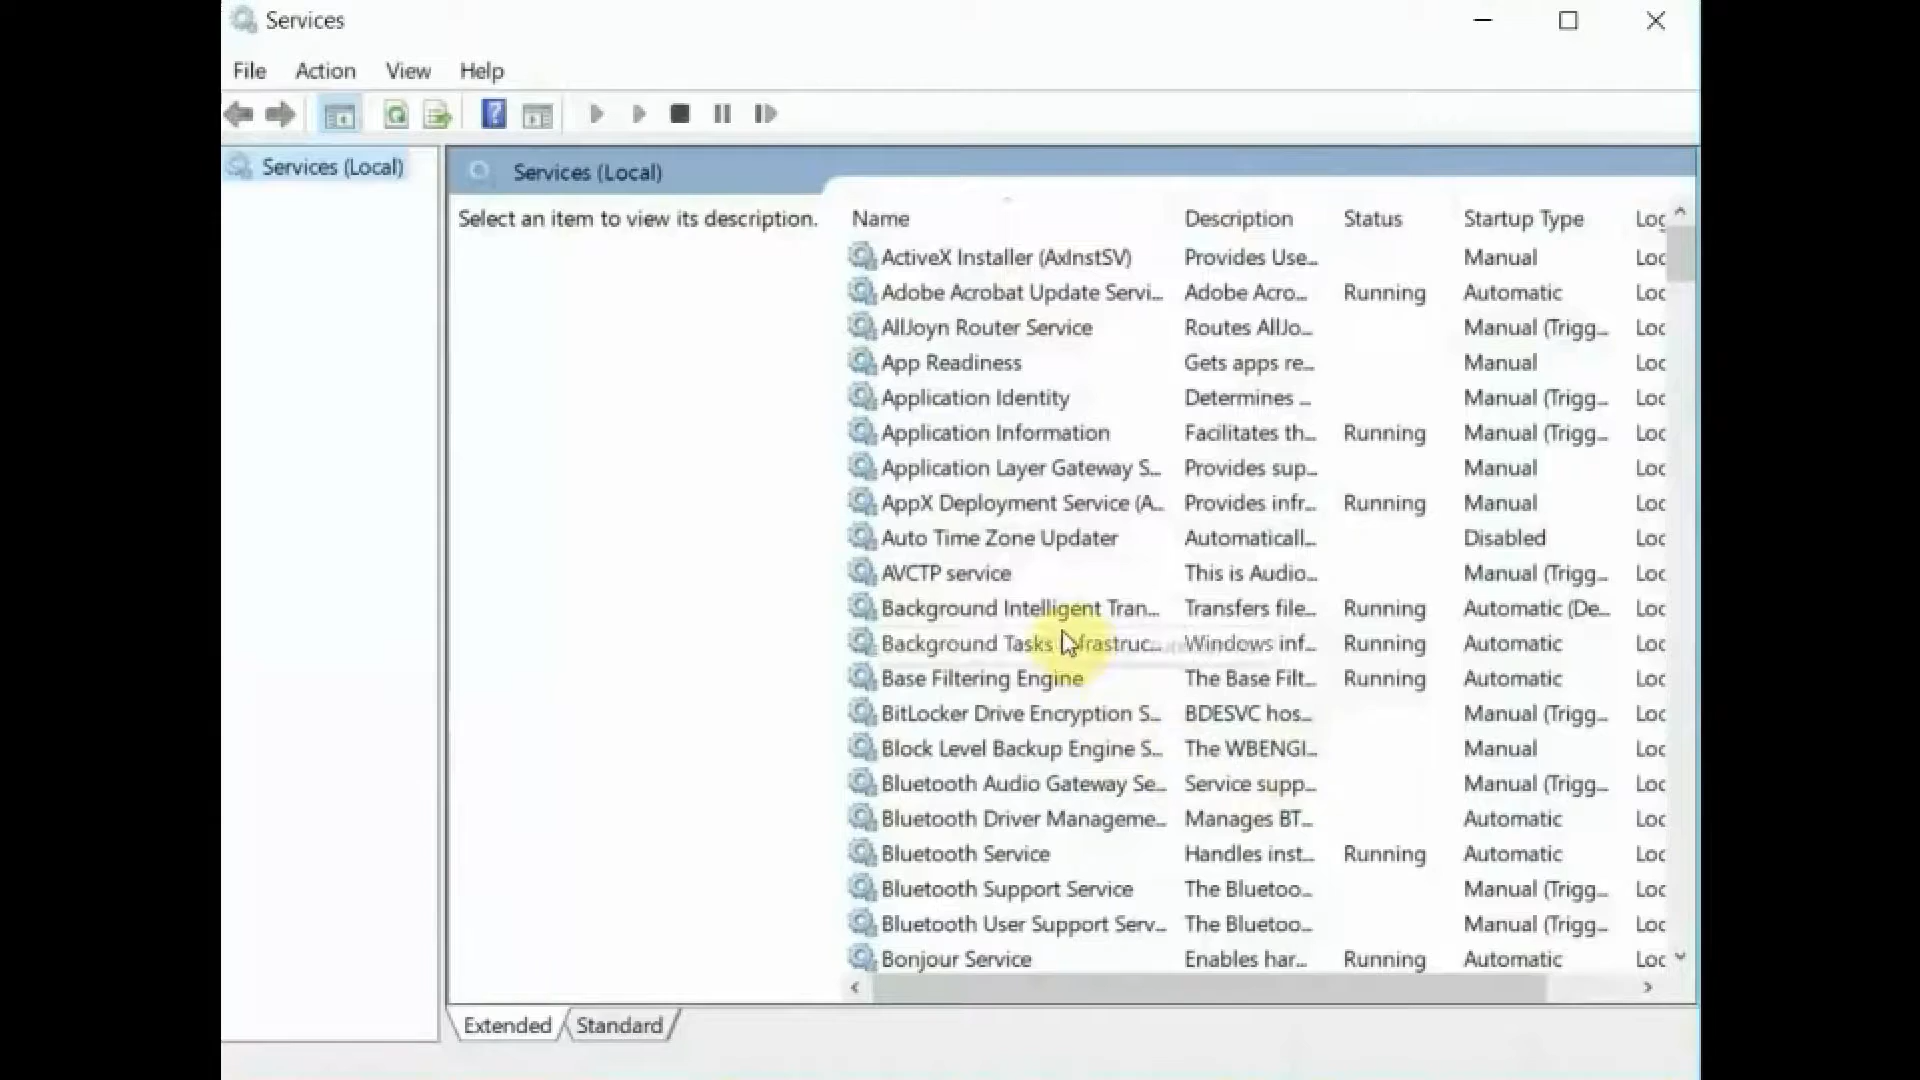 Services
File Action View Help
Services (Local)
Services (Local)
Select an item to view its description.
Name Description Status Startup Type Log
ActiveX Installer (AxInstSV) Provides Use... Manual Loc
Adobe Acrobat Update Servi... Adobe Acro... Running Automatic Loc
AllJoyn Router Service Routes AllJo... Manual (Trigg... Loc
App Readiness Gets apps re... Manual Loc
Application Identity Determines ... Manual (Trigg... Loc
Application Information Facilitates th... Running Manual (Trigg... Loc
Application Layer Gateway S... Provides sup... Manual Loc
AppX Deployment Service (A... Provides infr... Running Manual Loc
Auto Time Zone Updater Automaticall... Disabled Loc
AVCTP service This is Audio... Manual (Trigg... Loc
Background Intelligent Tran... Transfers file... Running Automatic (De... Loc
Background Tasks Infrastruc... Windows inf... Running Automatic Loc
Base Filtering Engine The Base Filt... Running Automatic Loc
BitLocker Drive Encryption S... BDESVC hos... Manual (Trigg... Loc
Block Level Backup Engine S... The WBENGI... Manual Loc
Bluetooth Audio Gateway Se... Service supp... Manual (Trigg... Loc
Bluetooth Driver Manageme... Manages BT... Automatic Loc
Bluetooth Service Handles inst... Running Automatic Loc
Bluetooth Support Service The Bluetoo... Manual (Trigg... Loc
Bluetooth User Support Serv... The Bluetoo... Manual (Trigg... Loc
Bonjour Service Enables har... Running Automatic Loc
Extended Standard